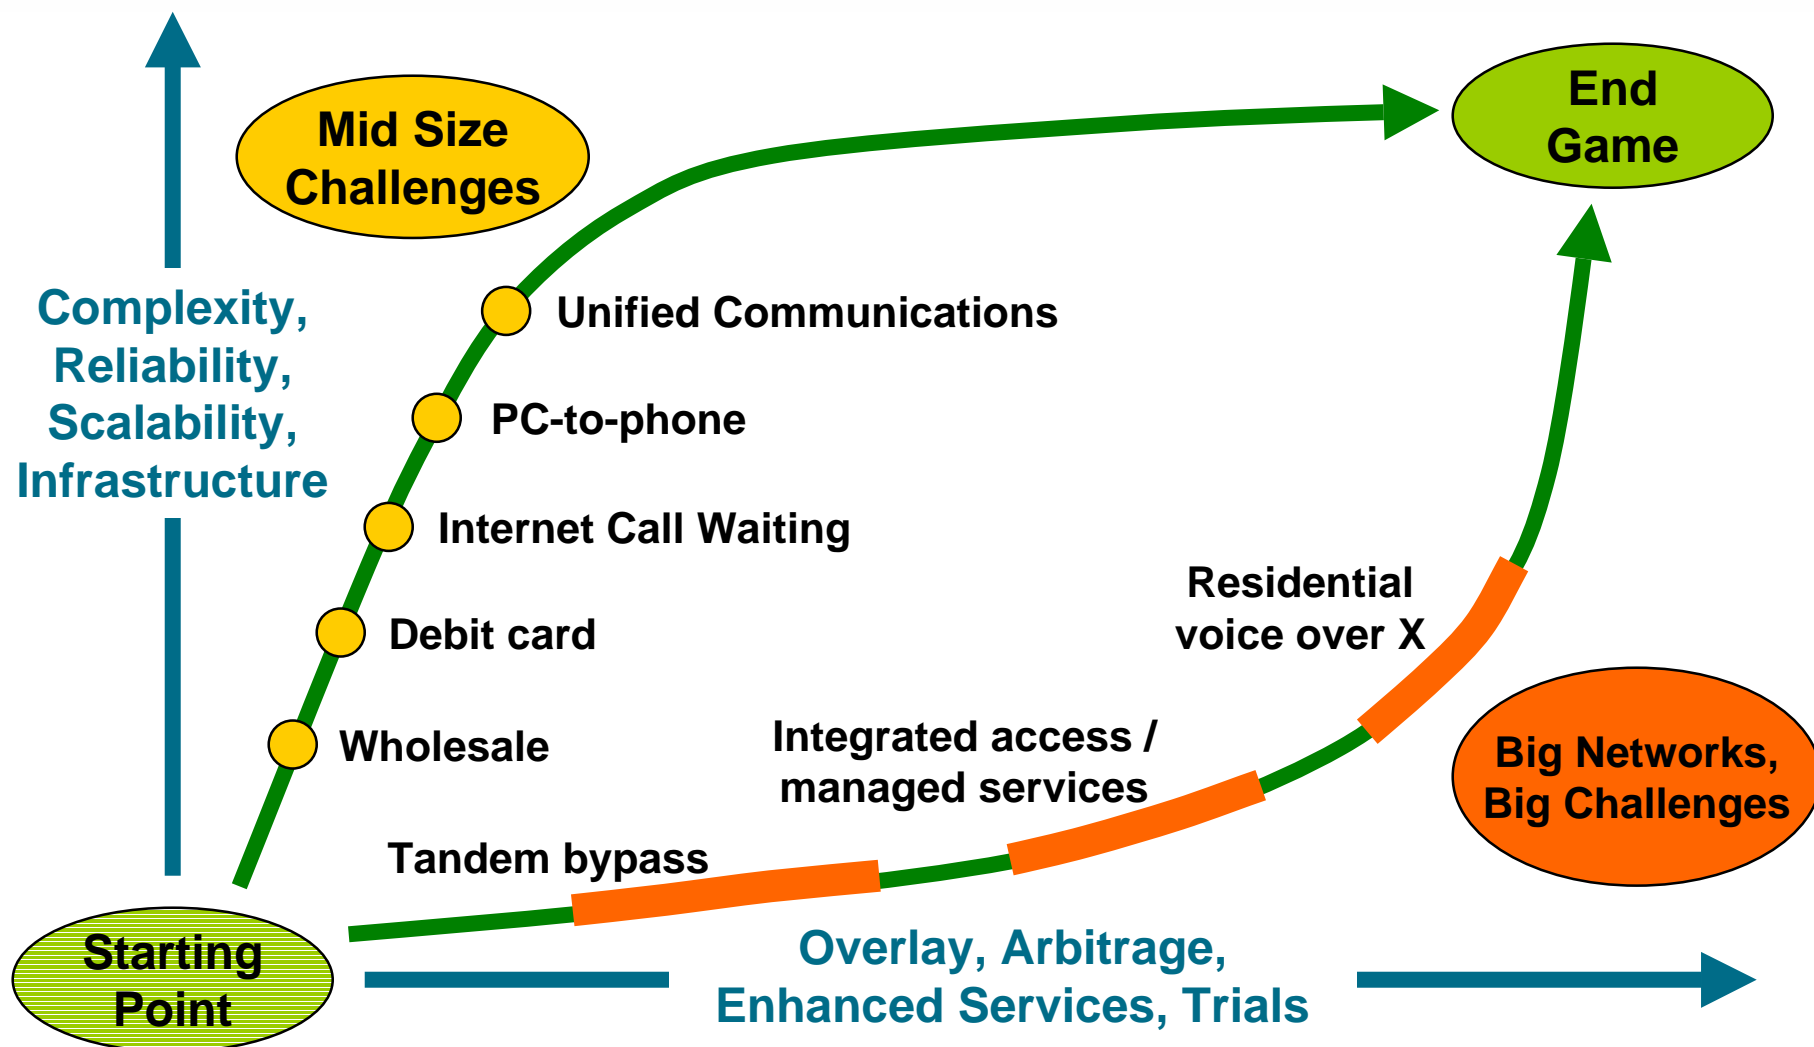 Mid Size
Challenges
End
Game
Complexity,
Reliability,
Scalability,
Infrastructure
Unified Communications
PC-to-phone
Internet Call Waiting
Debit card
Wholesale
Residential
voice over X
Integrated access /
managed services
Big Networks,
Big Challenges
Tandem bypass
Starting
Point
Overlay, Arbitrage,
Enhanced Services, Trials